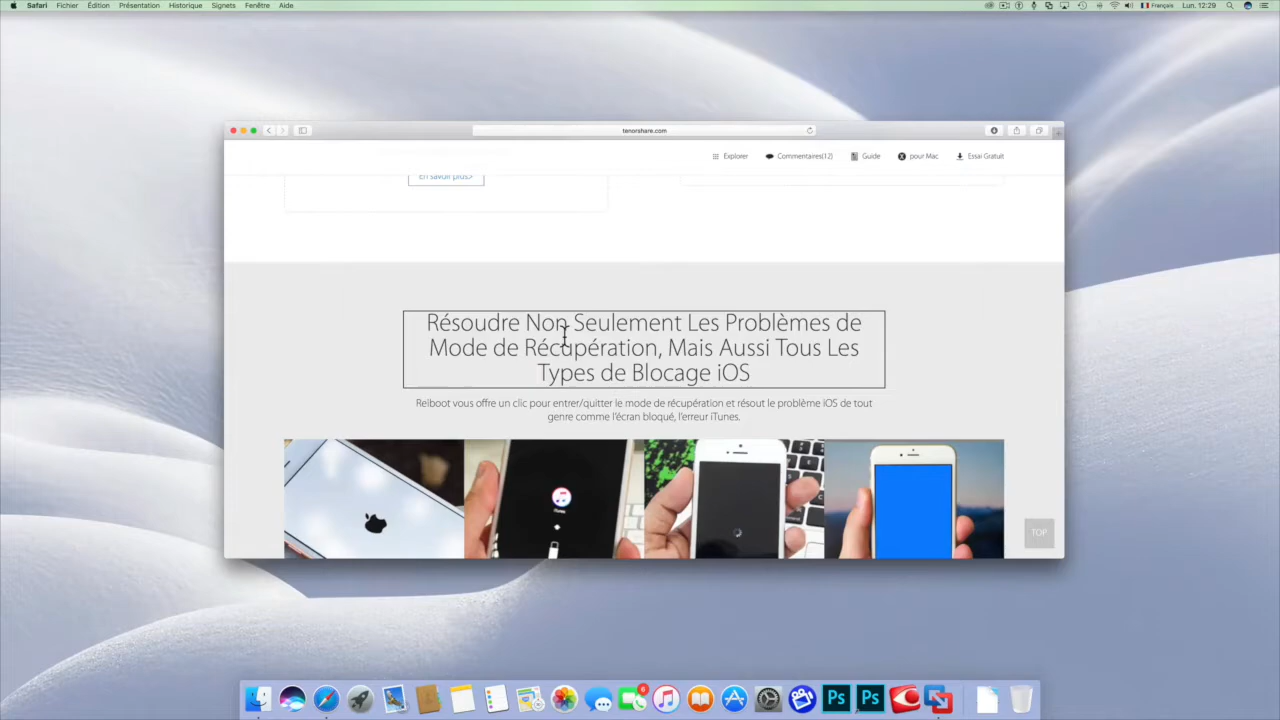 Safari Fichier Édition Présentation Historique Signets Fenêtre Aide Français Lun. 12:29
tenorshare.com
Explorer Commentaires(12) Guide pour Mac Essai Gratuit
En savoir plus>
Résoudre Non Seulement Les Problèmes de
Mode de Récupération, Mais Aussi Tous Les
Types de Blocage iOS
Reiboot vous offre un clic pour entrer/quitter le mode de récupération et résout le problème iOS de tout
genre comme l'écran bloqué, l'erreur iTunes.
TOP
6
Ps Ps